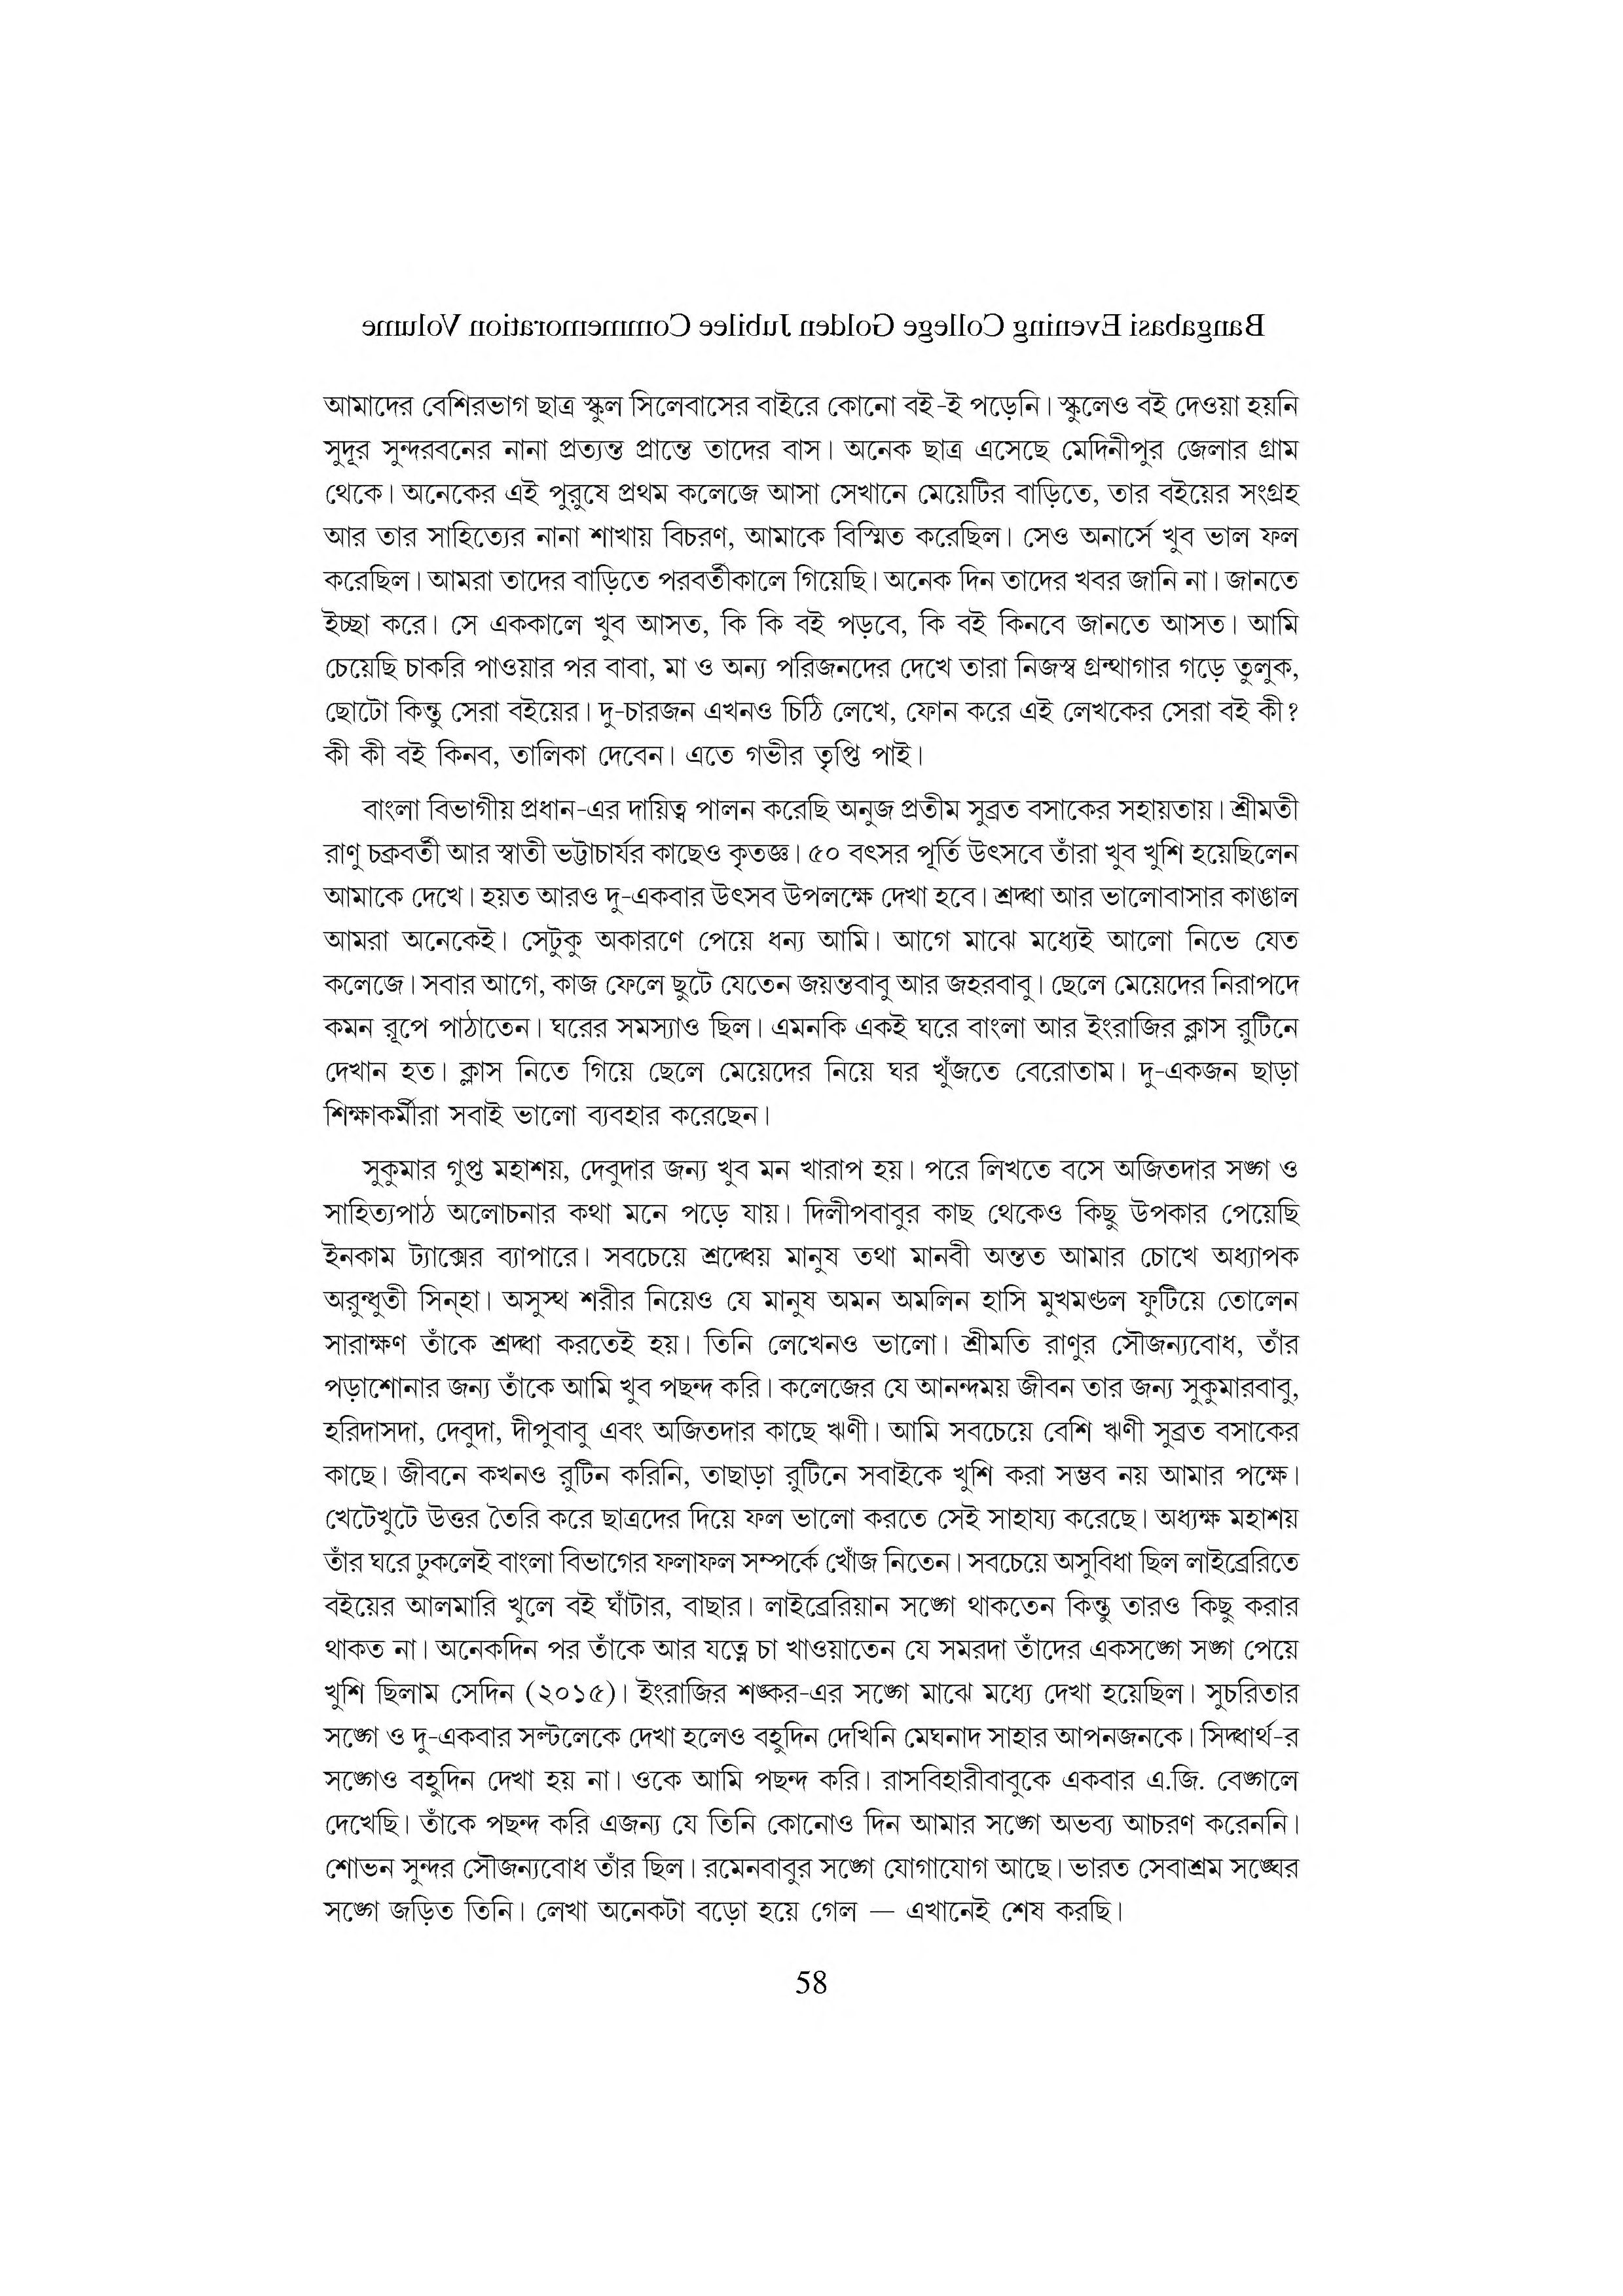 Bangabasi Evening College Golden Jubilee Commemoration Volume
আমাদের বেশিরভাগ ছাত্র স্কুল সিলেবাসের বাইরে কোনো বই-ই পড়েনি। স্কুলেও বই দেওয়া হয়নি
সুদূর সুন্দরবনের নানা প্রত্যন্ত প্রান্তে তাদের বাস। অনেক ছাত্র এসেছে মেদিনীপুর জেলার গ্রাম
থেকে। অনেকের এই পুরুষে প্রথম কলেজে আসা সেখানে মেয়েটির বাড়িতে, তার বইয়ের সংগ্রহ
আর তার সাহিত্যের নানা শাখায় বিচরণ, আমাকে বিস্মিত করেছিল। সেও অনার্সে খুব ভাল ফল
করেছিল। আমরা তাদের বাড়িতে পরবর্তীকালে গিয়েছি। অনেক দিন তাদের খবর জানি না। জানতে
ইচ্ছা করে। সে এককালে খুব আসত, কি কি বই পড়বে, কি বই কিনবে জানতে আসত। আমি
চেয়েছি চাকরি পাওয়ার পর বাবা, মা ও অন্য পরিজনদের দেখে তারা নিজস্ব গ্রন্থাগার গড়ে তুলুক,
ছোটো কিন্তু সেরা বইয়ের। দু-চারজন এখনও চিঠি লেখে, ফোন করে এই লেখকের সেরা বই কী?
কী কী বই কিনব, তালিকা দেবেন। এতে গভীর তৃপ্তি পাই।
বাংলা বিভাগীয় প্রধান-এর দায়িত্ব পালন করেছি অনুজ প্রতীম সুব্রত বসাকের সহায়তায়। শ্রীমতী
রাণু চক্রবর্তী আর স্বাতী ভট্টাচার্যর কাছেও কৃতজ্ঞ। ৫০ বৎসর পূর্তি উৎসবে তাঁরা খুব খুশি হয়েছিলেন
আমাকে দেখে। হয়ত আরও দু-একবার উৎসব উপলক্ষে দেখা হবে। শ্রদ্ধা আর ভালোবাসার কাঙাল
আমরা অনেকেই। সেটুকু অকারণে পেয়ে ধন্য আমি। আগে মাঝে মধ্যেই আলো নিভে যেত
কলেজে। সবার আগে, কাজ ফেলে ছুটে যেতেন জয়ন্তবাবু আর জহরবাবু। ছেলে মেয়েদের নিরাপদে
কমন রূপে পাঠাতেন। ঘরের সমস্যাও ছিল। এমনকি একই ঘরে বাংলা আর ইংরাজির ক্লাস রুটিনে
দেখান হত। ক্লাস নিতে গিয়ে ছেলে মেয়েদের নিয়ে ঘর খুঁজতে বেরোতাম। দু-একজন ছাড়া
শিক্ষাকর্মীরা সবাই ভালো ব্যবহার করেছেন।
সুকুমার গুপ্ত মহাশয়, দেবুদার জন্য খুব মন খারাপ হয়। পরে লিখতে বসে অজিতদার সঙ্গ ও
সাহিত্যপাঠ আলোচনার কথা মনে পড়ে যায়। দিলীপবাবুর কাছ থেকেও কিছু উপকার পেয়েছি
ইনকাম ট্যাক্সের ব্যাপারে। সবচেয়ে শ্রদ্ধেয় মানুষ তথা মানবী অন্তত আমার চোখে অধ্যাপক
অরুন্ধুতী সিন্‌হা। অসুস্থ শরীর নিয়েও যে মানুষ অমন অমলিন হাসি মুখমণ্ডল ফুটিয়ে তোলেন
সারাক্ষণ তাঁকে শ্রদ্ধা করতেই হয়। তিনি লেখেনও ভালো। শ্রীমতি রাণুর সৌজন্যবোধ, তাঁর
পড়াশোনার জন্য তাঁকে আমি খুব পছন্দ করি। কলেজের যে আনন্দময় জীবন তার জন্য সুকুমারবাবু,
হরিদাসদা, দেবুদা, দীপুবাবু এবং অজিতদার কাছে ঋণী। আমি সবচেয়ে বেশি ঋণী সুব্রত বসাকের
কাছে। জীবনে কখনও রুটিন করিনি, তাছাড়া রুটিনে সবাইকে খুশি করা সম্ভব নয় আমার পক্ষে।
খেটেখুটে উত্তর তৈরি করে ছাত্রদের দিয়ে ফল ভালো করতে সেই সাহায্য করেছে। অধ্যক্ষ মহাশয়
তাঁর ঘরে ঢুকলেই বাংলা বিভাগের ফলাফল সম্পর্কে খোঁজ নিতেন। সবচেয়ে অসুবিধা ছিল লাইব্রেরিতে
বইয়ের আলমারি খুলে বই ঘাঁটার, বাছার। লাইব্রেরিয়ান সঙ্গে থাকতেন কিন্তু তারও কিছু করার
থাকত না। অনেকদিন পর তাঁকে আর যত্নে চা খাওয়াতেন যে সমরদা তাঁদের একসঙ্গে সঙ্গ পেয়ে
খুশি ছিলাম সেদিন (২০১৫)। ইংরাজির শঙ্কর-এর সঙ্গে মাঝে মধ্যে দেখা হয়েছিল। সুচরিতার
সঙ্গে ও দু-একবার সল্টলেকে দেখা হলেও বহুদিন দেখিনি মেঘনাদ সাহার আপনজনকে। সিদ্ধার্থ-র
সঙ্গেও বহুদিন দেখা হয় না। ওকে আমি পছন্দ করি। রাসবিহারীবাবুকে একবার এ.জি. বেঙ্গলে
দেখেছি। তাঁকে পছন্দ করি এজন্য যে তিনি কোনোও দিন আমার সঙ্গে অভব্য আচরণ করেননি।
শোভন সুন্দর সৌজন্যবোধ তাঁর ছিল। রমেনবাবুর সঙ্গে যোগাযোগ আছে। ভারত সেবাশ্রম সঙ্ঘের
সঙ্গে জড়িত তিনি। লেখা অনেকটা বড়ো হয়ে গেল — এখানেই শেষ করছি।
58